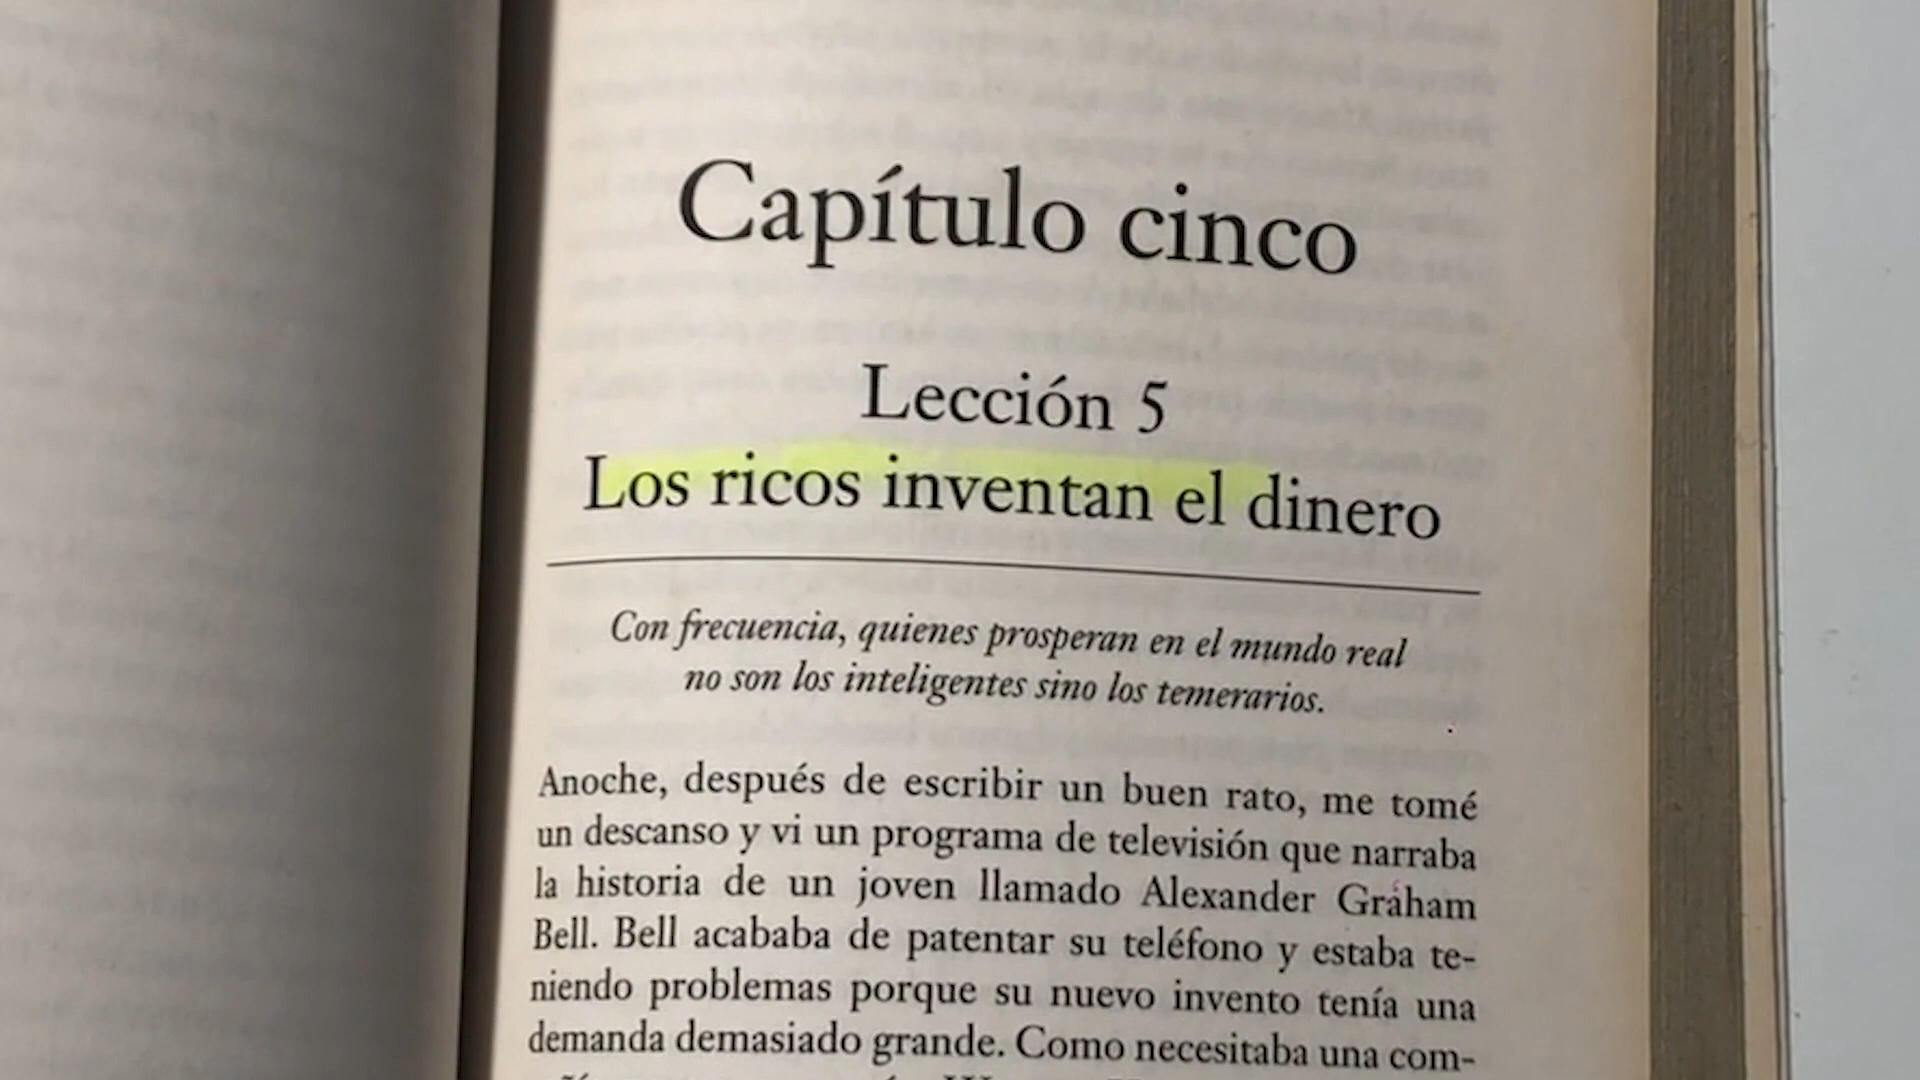 Capítulo cinco
Lección 5
Los ricos inventan el dinero
Con frecuencia, quienes prosperan en el mundo real
no son los inteligentes sino los temerarios.
Anoche, después de escribir un buen rato, me tomé
un descanso y vi un programa de televisión que narraba
la historia de un joven llamado Alexander Graham
Bell. Bell acababa de patentar su teléfono y estaba te-
niendo problemas porque su nuevo invento tenía una
demanda demasiado grande. Como necesitaba una com-